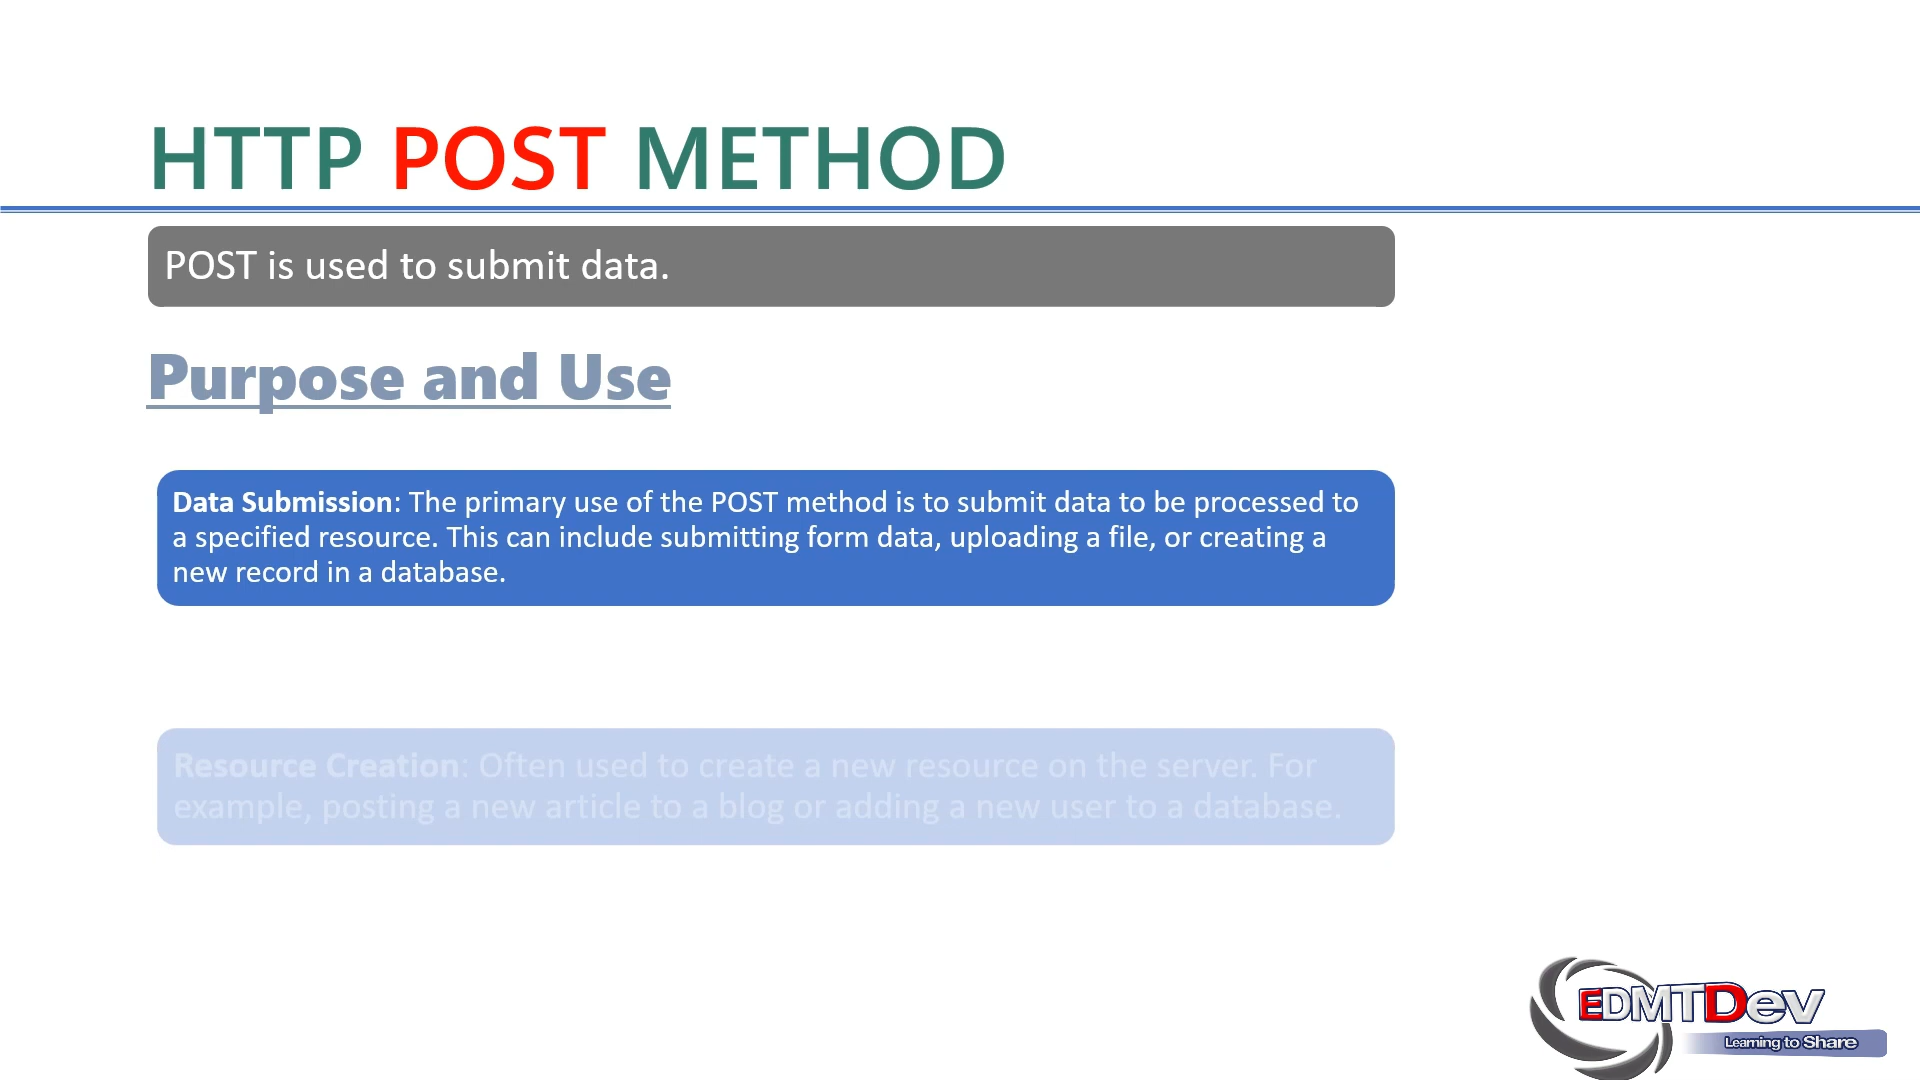 HTTP POST METHOD
POST is used to submit data.
Purpose and Use
Data Submission: The primary use of the POST method is to submit data to be processed to
a specified resource. This can include submitting form data, uploading a file, or creating a
new record in a database.
Resource Creation: Often used to create a new resource on the server. For
example, posting a new article to a blog or adding a new user to a database.
EDMTDev
Learning to Share